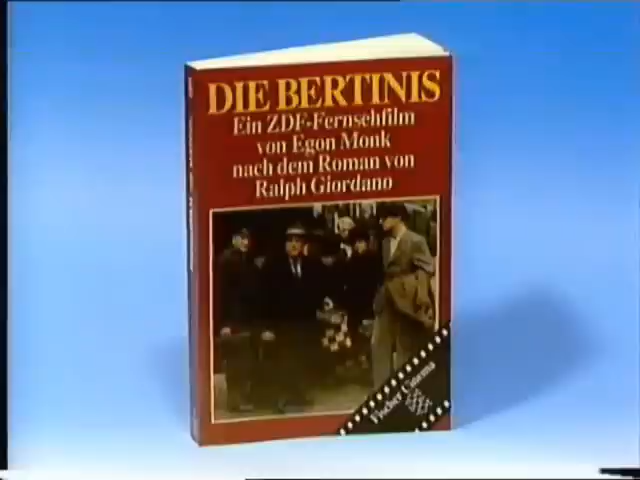 DIE BERTINIS
Ein ZDF-Fernsehfilm
von Egon Monk
nach dem Roman von
Ralph Giordano
Fischer Cinema